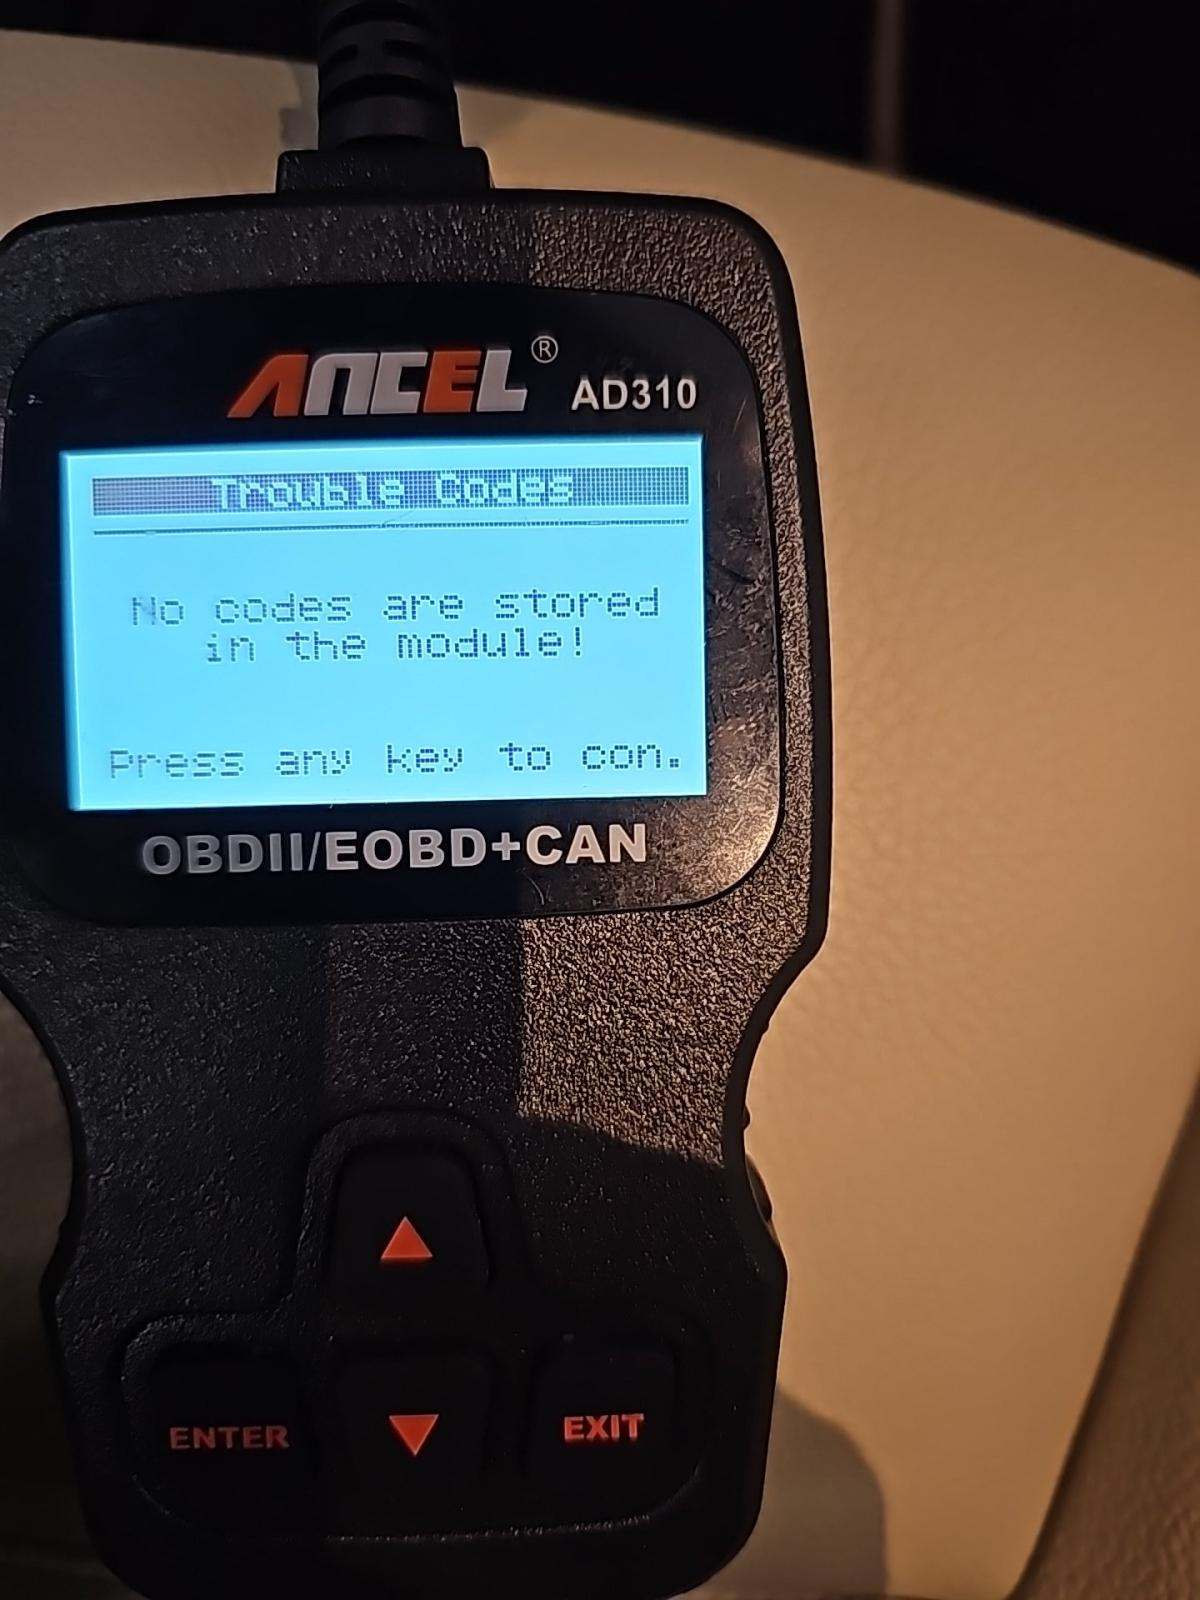 ANCEL® AD310
Trouble Codes
No codes are stored
in the module!
Press any key to con.
OBDII/EOBD+CAN
ENTER
EXIT